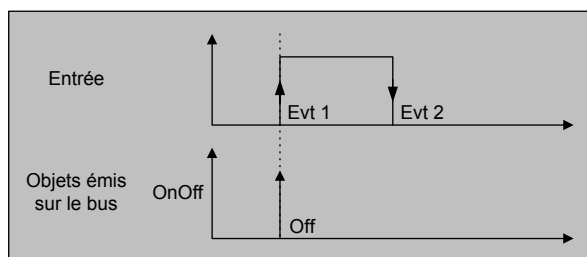 Entrée
Evt 1
Evt 2
Objets émis
sur le bus
OnOff
Off